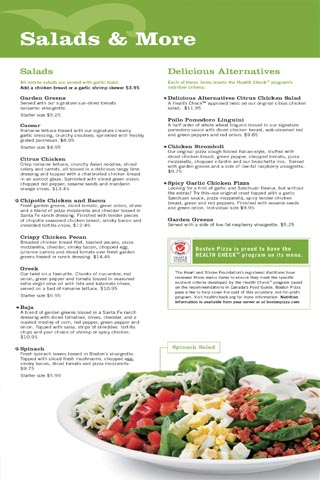 Salads & More
Salads
All entrée salads are served with garlic toast.
Add a chicken breast or a garlic shrimp skewer $3.95
Garden Greens
Served with our signature sun-dried tomato
balsamic vinaigrette.
Starter size $5.25
Caesar
Romaine lettuce tossed with our signature creamy
garlic dressing, crunchy croutons, sprinkled with freshly
grated parmesan. $8.95
Starter size $4.95
Citrus Chicken
Crisp romaine lettuce, crunchy Asian noodles, sliced
celery and carrots, all tossed in a delicious tangy lime
dressing and topped with a charbroiled chicken breast
in an apricot glaze. Sprinkled with sliced green onion,
chopped red pepper, sesame seeds and mandarin
orange slices. $13.45
Chipotle Chicken and Bacon
Fresh garden greens, diced tomato, green onion, olives
and a blend of pizza mozzarella and cheddar tossed in
Santa Fe ranch dressing. Finished with tender pieces
of chipotle-seasoned chicken breast, smoky bacon and
shredded tortilla chips. $13.45
Crispy Chicken Pecan
Breaded chicken breast filet, toasted pecans, pizza
mozzarella, cheddar, smoky bacon, chopped egg,
julienne carrots and diced tomato over fresh garden
greens in a ranch dressing. $14.45
Greek
Our twist on a favourite. Chunks of cucumber, red
onion, green pepper and tomato tossed in seasoned
extra virgin olive oil with feta and kalamata olives,
served on a bed of romaine lettuce. $10.95
Starter size $6.95
Baja
A blend of garden greens tossed in a Santa Fe ranch
dressing with diced tomatoes, olives, cheddar, and a
roasted medley of corn, red pepper, green pepper and
onion. Topped with salsa, strips of shredded tortilla
chips and your choice of shrimp or spicy chicken.
$10.95
Spinach
Fresh spinach leaves tossed in Boston's vinaigrette.
Topped with sliced fresh mushrooms, chopped egg,
smoky bacon, diced tomato and pizza mozzarella.
$9.75
Starter size $5.99
Delicious Alternatives
Each of these items meets the Health Check™ program's
nutrition criteria.
Delicious Alternatives Citrus Chicken Salad
A Health Check™ approved twist on our original citrus chicken
salad. $11.95
Pollo Pomodoro Linguini
A half order of whole wheat linguini tossed in our signature
pomodoro sauce with diced chicken breast, oak-steamed red
and green peppers and red onion. $9.85
Chicken Stromboli
Our original pizza dough folded Italian-style, stuffed with
diced chicken breast, green pepper, chopped tomato, pizza
mozzarella, chopped cilantro and our bruschetta mix. Served
with garden greens and a side of low-fat raspberry vinaigrette.
$9.75
Spicy Garlic Chicken Pizza
Looking for a hint of garlic and Szechuan flavour, but without
the extras? Try this-our original crust topped with a garlic
Szechuan sauce, pizza mozzarella, spicy tender chicken
breast, green and red peppers. Finished with sesame seeds
and green onion. Individual size $9.95
Garden Greens
Served with a side of low-fat raspberry vinaigrette. $5.25
Boston Pizza is proud to have the
HEALTH CHECK™ program on its menu.
The Heart and Stroke Foundation's registered dietitians have
reviewed these menu items to ensure they meet the specific
nutrient criteria developed by the Health Check™ program based
on the recommendations in Canada's Food Guide. Boston Pizza
pays a fee to help cover the cost of this voluntary, not-for-profit
program. Visit healthcheck.org for more information. Nutrition
information is available from your server or at bostonpizza.com
Spinach Salad